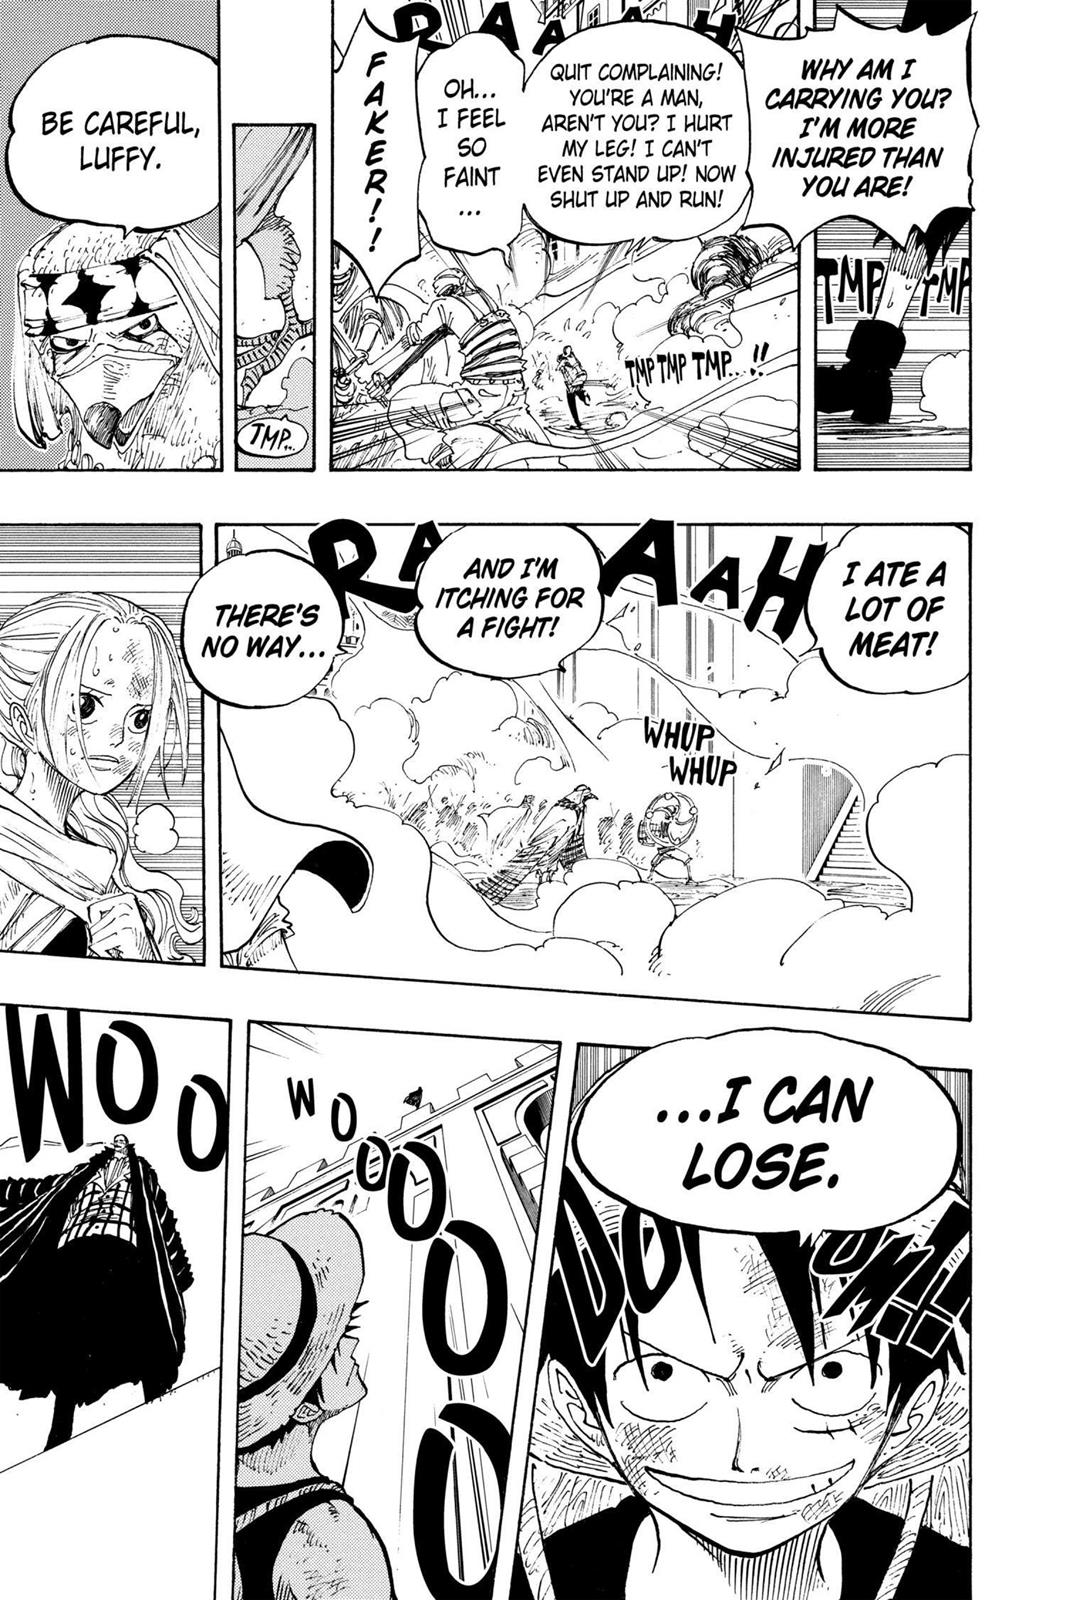 WHY AM I
CARRYING YOU?
I'M MORE
INJURED THAN
YOU ARE!
TMP TMP
RAAAAH
QUIT COMPLAINING!
YOU'RE A MAN,
AREN'T YOU? I HURT
MY LEG! I CAN'T
EVEN STAND UP! NOW
SHUT UP AND RUN!
OH...
I FEEL
SO
FAINT
...
FAKER!!
TMP TMP TMP...!!
TMP...
BE CAREFUL,
LUFFY.
I ATE A
LOT OF
MEAT!
RAAAAH
AND I'M
ITCHING FOR
A FIGHT!
WHUP
WHUP
THERE'S
NO WAY...
...I CAN
LOSE.
WOOOOOO
WOO